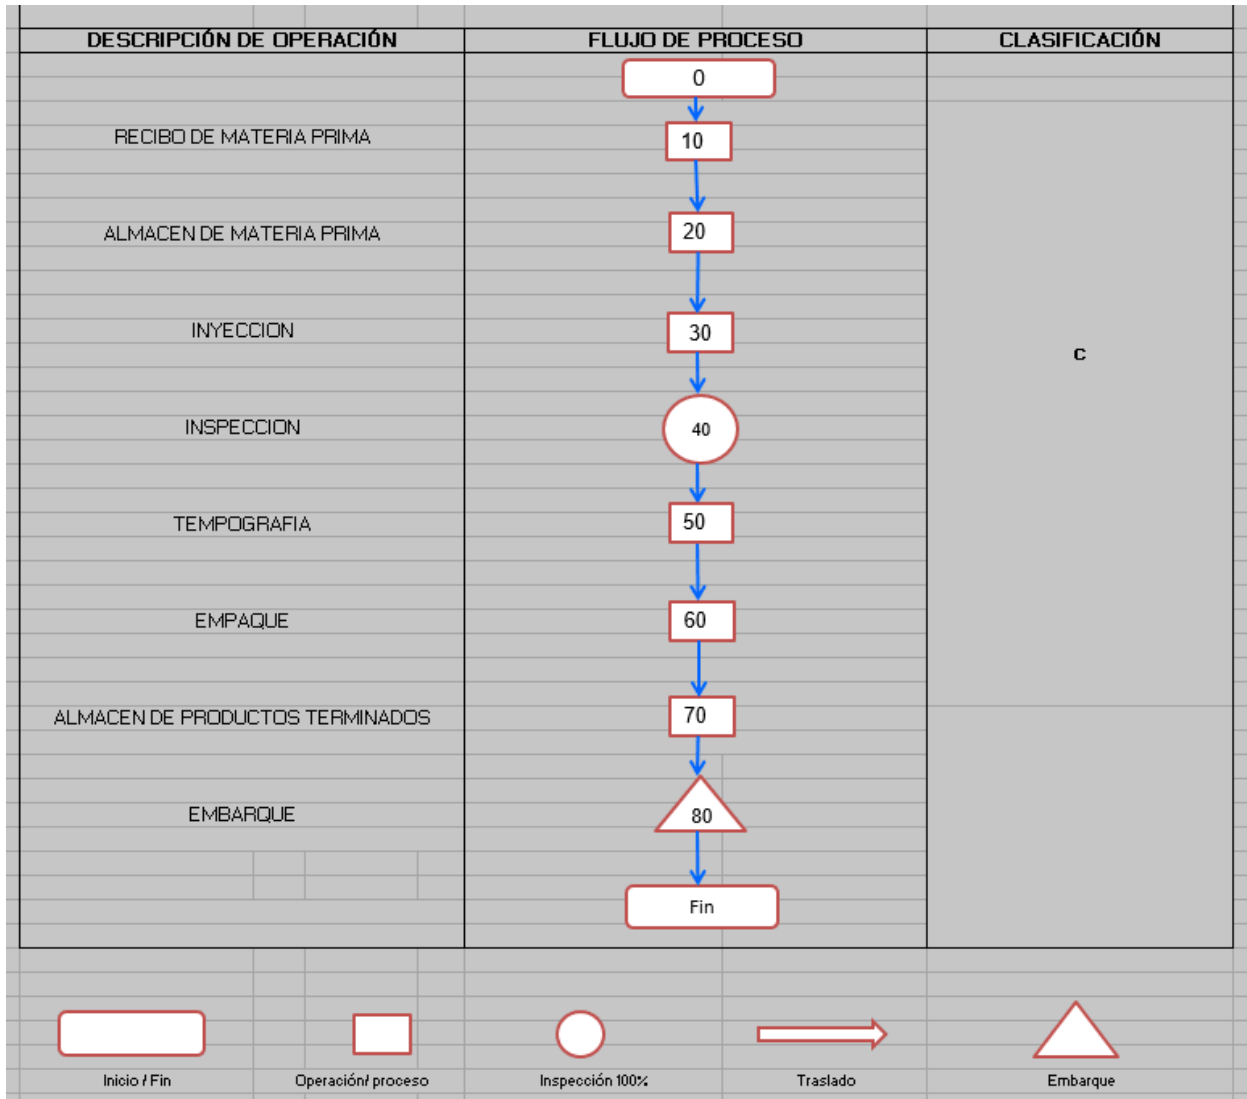 DESCRIPCIÓN DE OPERACIÓN FLUJO DE PROCESO CLASIFICACIÓN
0
RECIBO DE MATERIA PRIMA 10
ALMACEN DE MATERIA PRIMA 20
INYECCION 30
C
INSPECCION 40
TEMPOGRAFIA 50
EMPAQUE 60
ALMACEN DE PRODUCTOS TERMINADOS 70
EMBARQUE 80
Fin
Inicio / Fin Operación/ proceso Inspección 100% Traslado Embarque